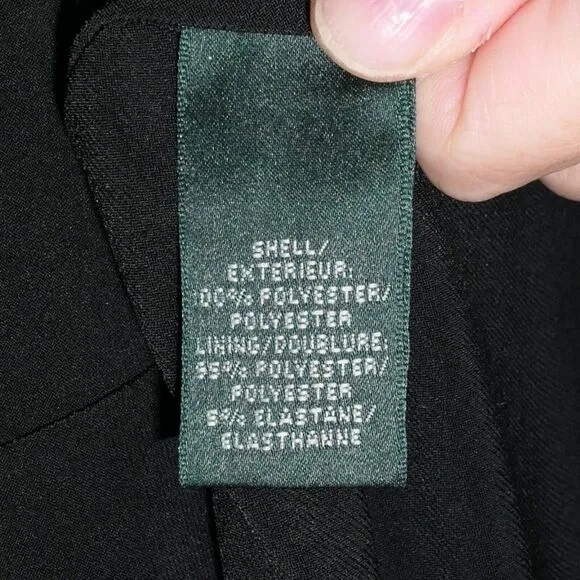 SHELL/
EXTERIEUR:
100% POLYESTER/
POLYESTER
LINING/DOUBLURE:
95% POLYESTER/
POLYESTER
5% ELASTANE/
ELASTHANNE